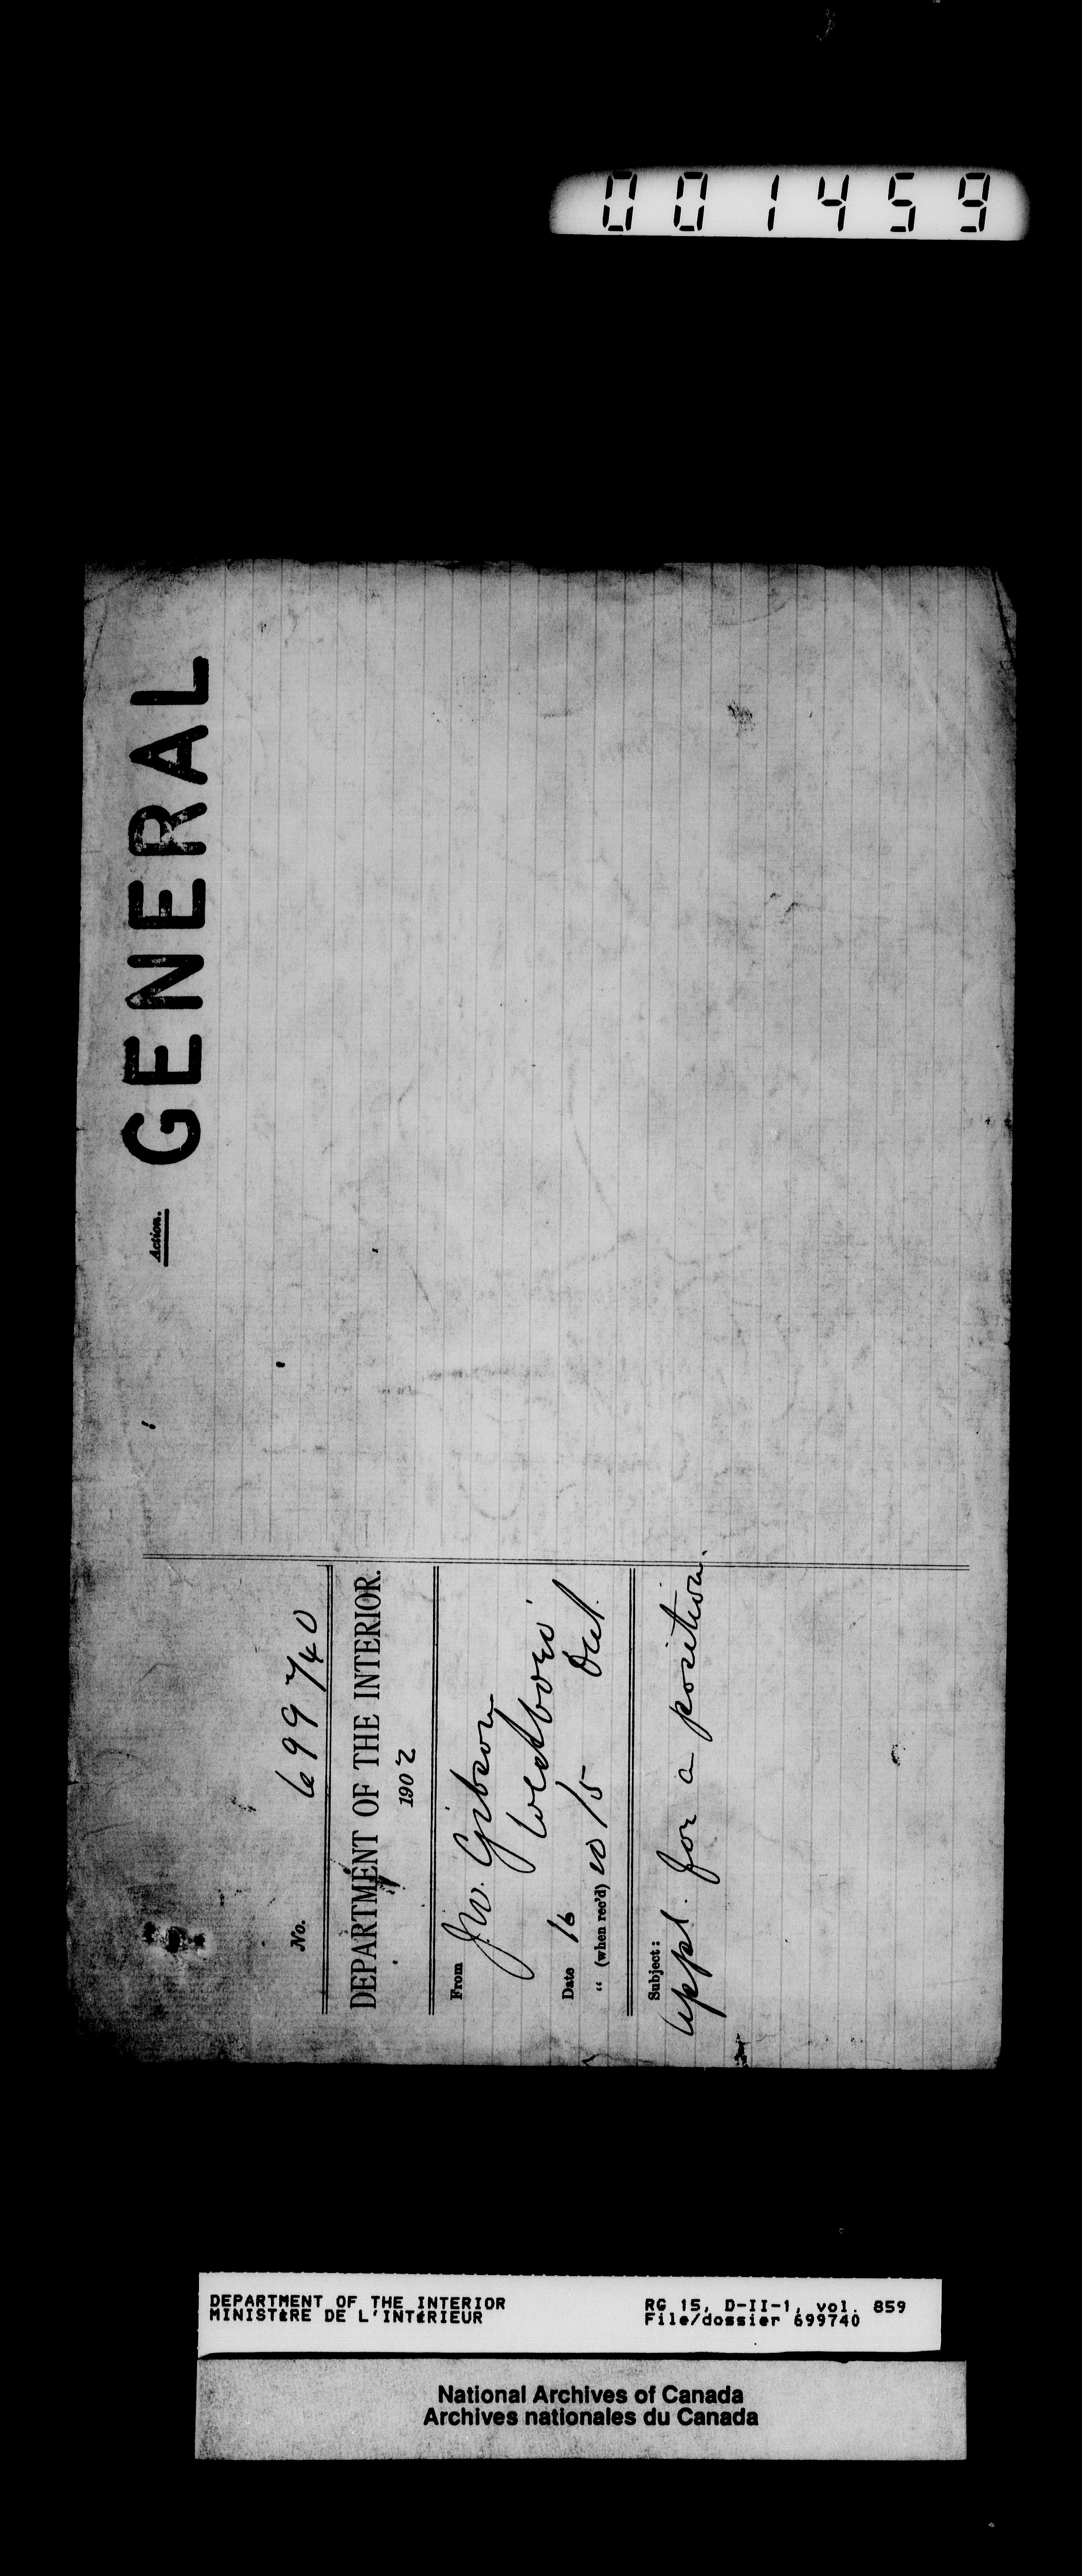 001459
GENERAL
Action.
No. 699740
DEPARTMENT OF THE INTERIOR.
1902
From
J.W. Gibson
Date 16
" (when rec'd) 20/5
Subject:
Appl. for a position.
DEPARTMENT OF THE INTERIOR
MINISTÈRE DE L'INTÉRIEUR
RG 15, D-II-1, vol. 859
File/dossier 699740
National Archives of Canada
Archives nationales du Canada